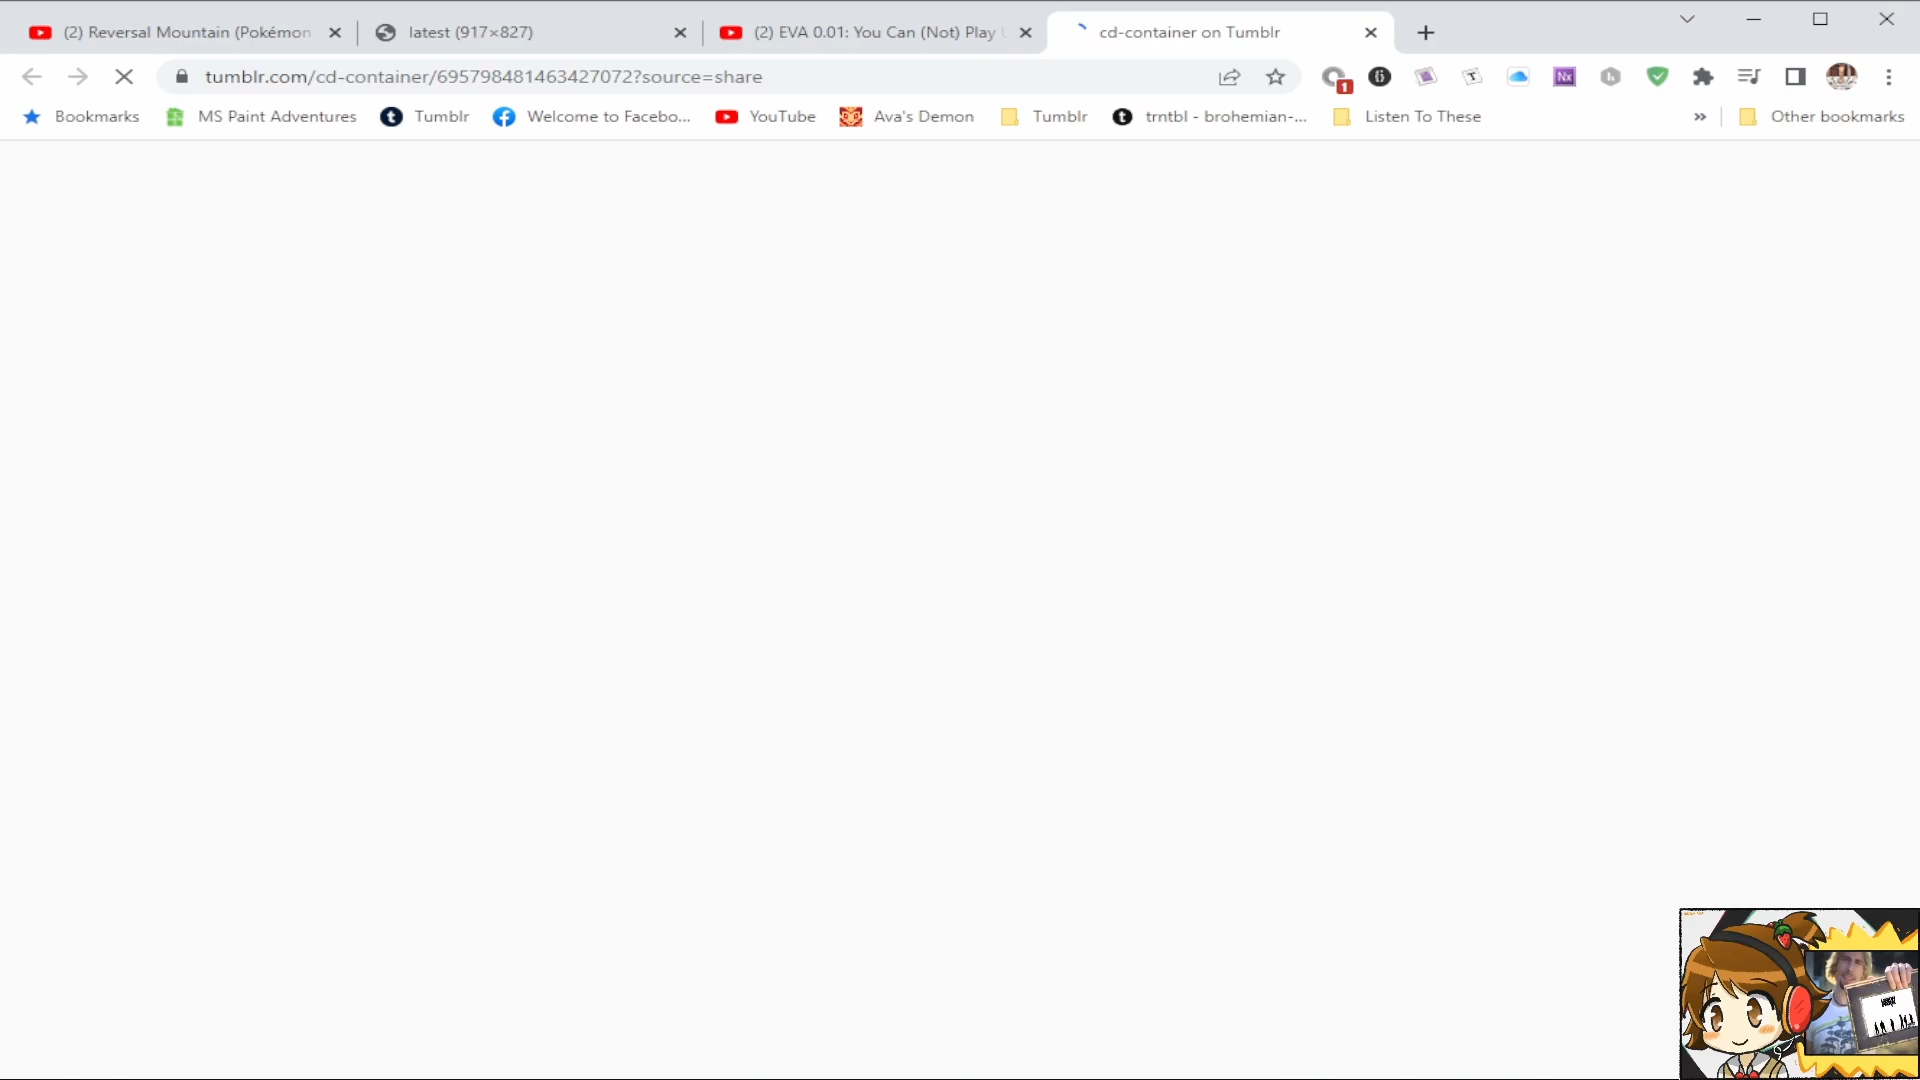 (2) Reversal Mountain (Pokémon
latest (917×827)
(2) EVA 0.01: You Can (Not) Play
cd-container on Tumblr
tumblr.com/cd-container/695798481463427072?source=share
1
Nx
Bookmarks
MS Paint Adventures
Tumblr
Welcome to Facebo...
YouTube
Ava's Demon
Tumblr
trntbl - brohemian-...
Listen To These
»
Other bookmarks